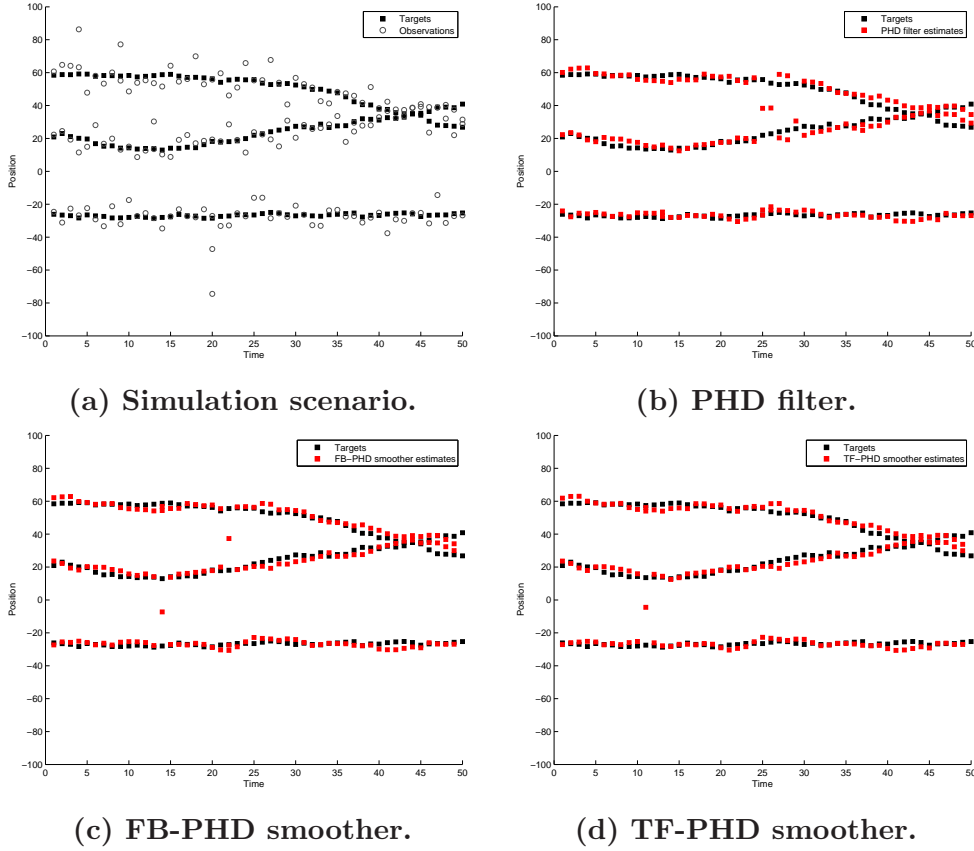 Targets
Observations
100
80
60
40
20
0
−20
−40
−60
−80
−100
Position
0 5 10 15 20 25 30 35 40 45 50
Time
(a) Simulation scenario.
Targets
PHD filter estimates
100
80
60
40
20
0
−20
−40
−60
−80
−100
Position
0 5 10 15 20 25 30 35 40 45 50
Time
(b) PHD filter.
Targets
FB−PHD smoother estimates
100
80
60
40
20
0
−20
−40
−60
−80
−100
Position
0 5 10 15 20 25 30 35 40 45 50
Time
(c) FB-PHD smoother.
Targets
TF−PHD smoother estimates
100
80
60
40
20
0
−20
−40
−60
−80
−100
Position
0 5 10 15 20 25 30 35 40 45 50
Time
(d) TF-PHD smoother.